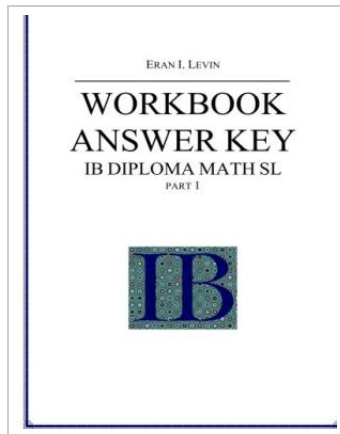 ERAN I. LEVIN
WORKBOOK
ANSWER KEY
IB DIPLOMA MATH SL
PART 1
IB